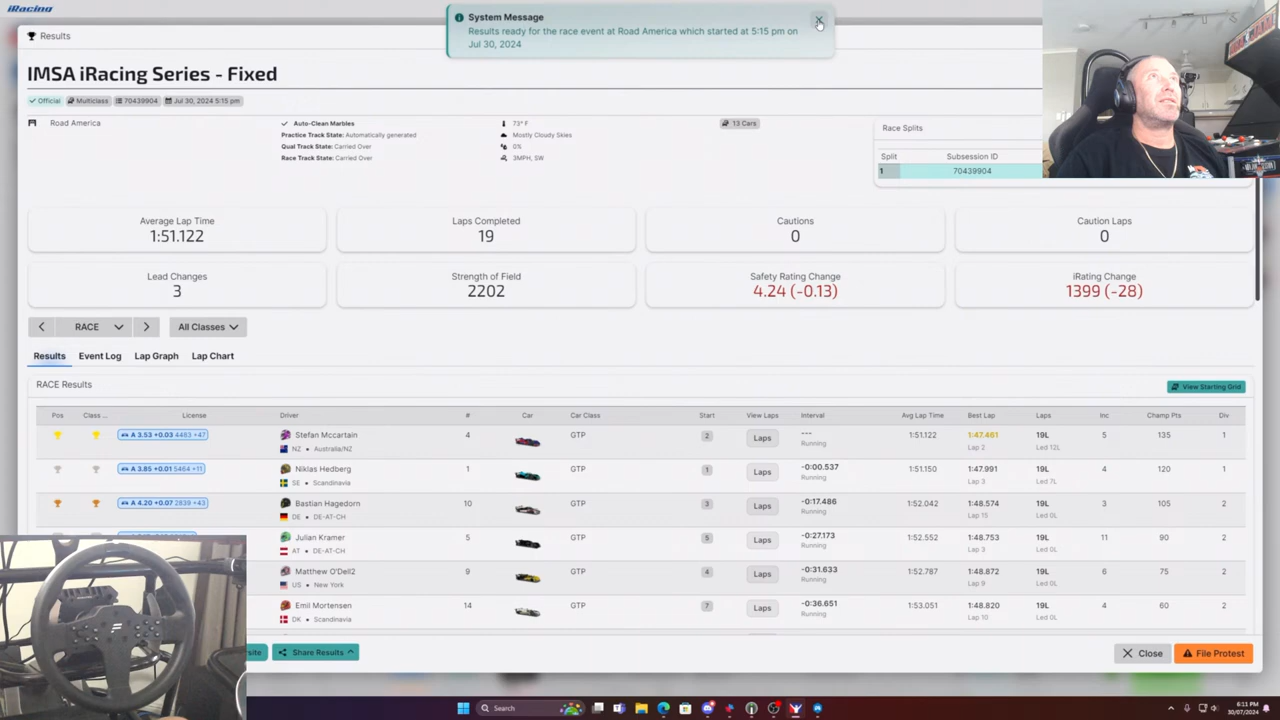 iRacing
System Message
Results ready for the race event at Road America which started at 5:15 pm on
Jul 30, 2024
Results
IMSA iRacing Series - Fixed
Official
Multiclass
70439904
Jul 30, 2024 5:15 pm
Road America
Auto-Clean Marbles
Practice Track State: Automatically generated
Qual Track State: Carried Over
Race Track State: Carried Over
73° F
Mostly Cloudy Skies
0%
3MPH, SW
13 Cars
Race Splits
Split Subsession ID
1 70439904
Average Lap Time
1:51.122
Laps Completed
19
Cautions
0
Caution Laps
0
Lead Changes
3
Strength of Field
2202
Safety Rating Change
4.24 (-0.13)
iRating Change
1399 (-28)
RACE
All Classes
Results Event Log Lap Graph Lap Chart
RACE Results
View Starting Grid
Pos Class ... License Driver # Car Car Class Start View Laps Interval Avg Lap Time Best Lap Laps Inc Champ Pts Div
A 3.53 +0.03 4483 +47 Stefan Mccartain 4 GTP 2 Laps --- 1:51.122 1:47.461 19L 5 135 1
NZ • Australia/NZ Running Lap 2 Led 12L
A 3.85 +0.01 5464 +11 Niklas Hedberg 1 GTP 1 Laps -0:00.537 1:51.150 1:47.991 19L 4 120 1
SE • Scandinavia Running Lap 3 Led 7L
A 4.20 +0.07 2839 +43 Bastian Hagedorn 10 GTP 3 Laps -0:17.486 1:52.042 1:48.574 19L 3 105 2
DE • DE-AT-CH Running Lap 15 Led 0L
Julian Kramer 5 GTP 5 Laps -0:27.173 1:52.552 1:48.753 19L 11 90 2
AT • DE-AT-CH Running Lap 3 Led 0L
Matthew O'Dell2 9 GTP 4 Laps -0:31.633 1:52.787 1:48.872 19L 6 75 2
US • New York Running Lap 9 Led 0L
Emil Mortensen 14 GTP 7 Laps -0:36.651 1:53.051 1:48.820 19L 4 60 2
DK • Scandinavia Running Lap 10 Led 0L
site
Share Results
Close
File Protest
Search
6:11 PM
30/07/2024